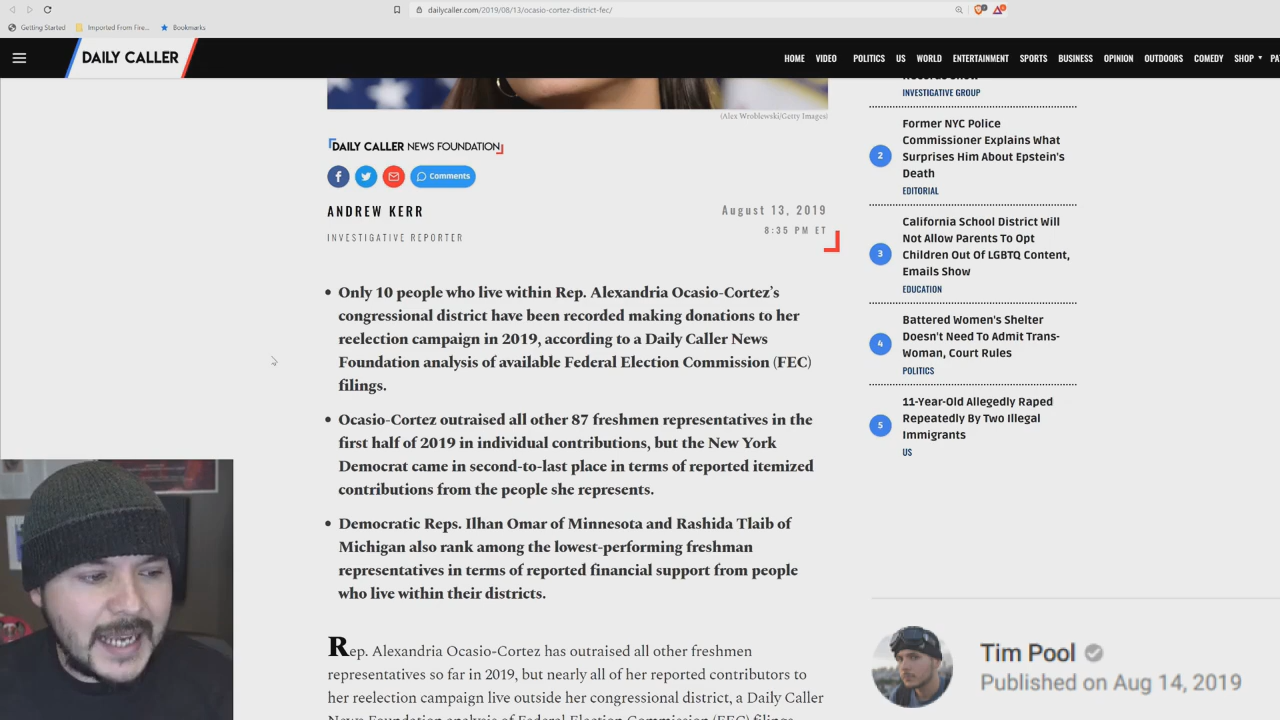 dailycaller.com/2019/08/13/ocasio-cortez-district-fec/
Getting Started
Imported From Fire...
Bookmarks
DAILY CALLER
HOME VIDEO POLITICS US WORLD ENTERTAINMENT SPORTS BUSINESS OPINION OUTDOORS COMEDY SHOP
(Alex Wroblewski/Getty Images)
DAILY CALLER NEWS FOUNDATION
Comments
ANDREW KERR
INVESTIGATIVE REPORTER
August 13, 2019
8:35 PM ET
• Only 10 people who live within Rep. Alexandria Ocasio-Cortez's
congressional district have been recorded making donations to her
reelection campaign in 2019, according to a Daily Caller News
Foundation analysis of available Federal Election Commission (FEC)
filings.
• Ocasio-Cortez outraised all other 87 freshmen representatives in the
first half of 2019 in individual contributions, but the New York
Democrat came in second-to-last place in terms of reported itemized
contributions from the people she represents.
• Democratic Reps. Ilhan Omar of Minnesota and Rashida Tlaib of
Michigan also rank among the lowest-performing freshman
representatives in terms of reported financial support from people
who live within their districts.
Rep. Alexandria Ocasio-Cortez has outraised all other freshmen
representatives so far in 2019, but nearly all of her reported contributors to
her reelection campaign live outside her congressional district, a Daily Caller
News Foundation analysis of Federal Election Commission (FEC) filings
Records Show
INVESTIGATIVE GROUP
2
Former NYC Police
Commissioner Explains What
Surprises Him About Epstein's
Death
EDITORIAL
3
California School District Will
Not Allow Parents To Opt
Children Out Of LGBTQ Content,
Emails Show
EDUCATION
4
Battered Women's Shelter
Doesn't Need To Admit Trans-
Woman, Court Rules
POLITICS
5
11-Year-Old Allegedly Raped
Repeatedly By Two Illegal
Immigrants
US
Tim Pool
Published on Aug 14, 2019